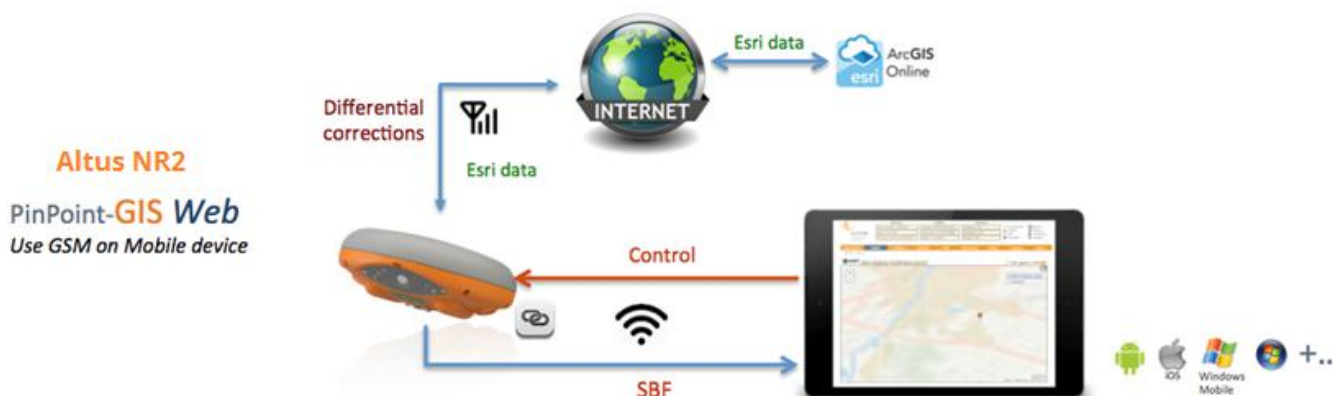 Esri data
ArcGIS
Online
esri
INTERNET
Differential
corrections
Esri data
Altus NR2
PinPoint-GIS Web
Use GSM on Mobile device
Control
SBF
iOS
Windows
Mobile
+..